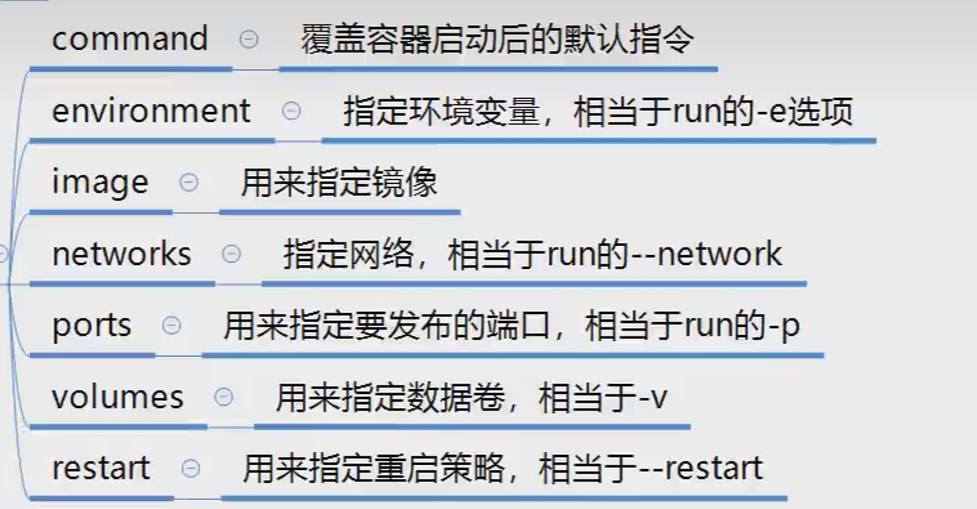 command 覆盖容器启动后的默认指令
environment 指定环境变量，相当于run的-e选项
image 用来指定镜像
networks 指定网络，相当于run的--network
ports 用来指定要发布的端口，相当于run的-p
volumes 用来指定数据卷，相当于-v
restart 用来指定重启策略，相当于--restart